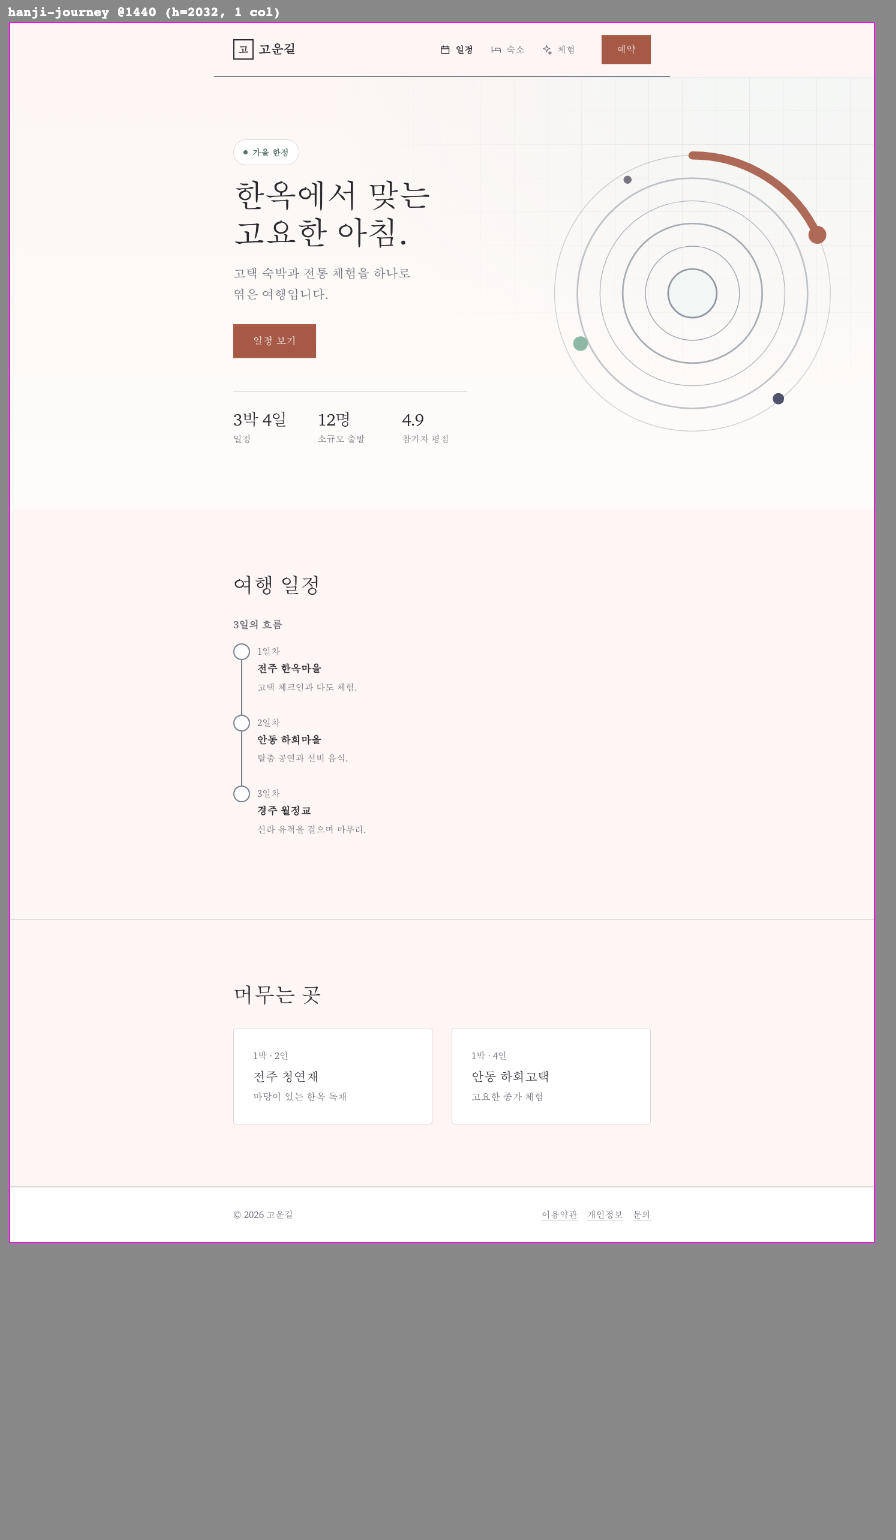 hanji-journey @1440 (h=2032, 1 col)
고 고운길
일정 숙소 체험 예약
가을 한정
한옥에서 맞는
고요한 아침.
고택 숙박과 전통 체험을 하나로
엮은 여행입니다.
일정 보기
3박 4일 12명 4.9
일정 소규모 출발 참가자 평점
여행 일정
3일의 흐름
1일차
전주 한옥마을
고택 체크인과 다도 체험.
2일차
안동 하회마을
탈춤 공연과 선비 음식.
3일차
경주 월정교
신라 유적을 걸으며 마무리.
머무는 곳
1박 · 2인
전주 청연재
마당이 있는 한옥 독채
1박 · 4인
안동 하회고택
고요한 종가 체험
© 2026 고운길
이용약관 개인정보 문의